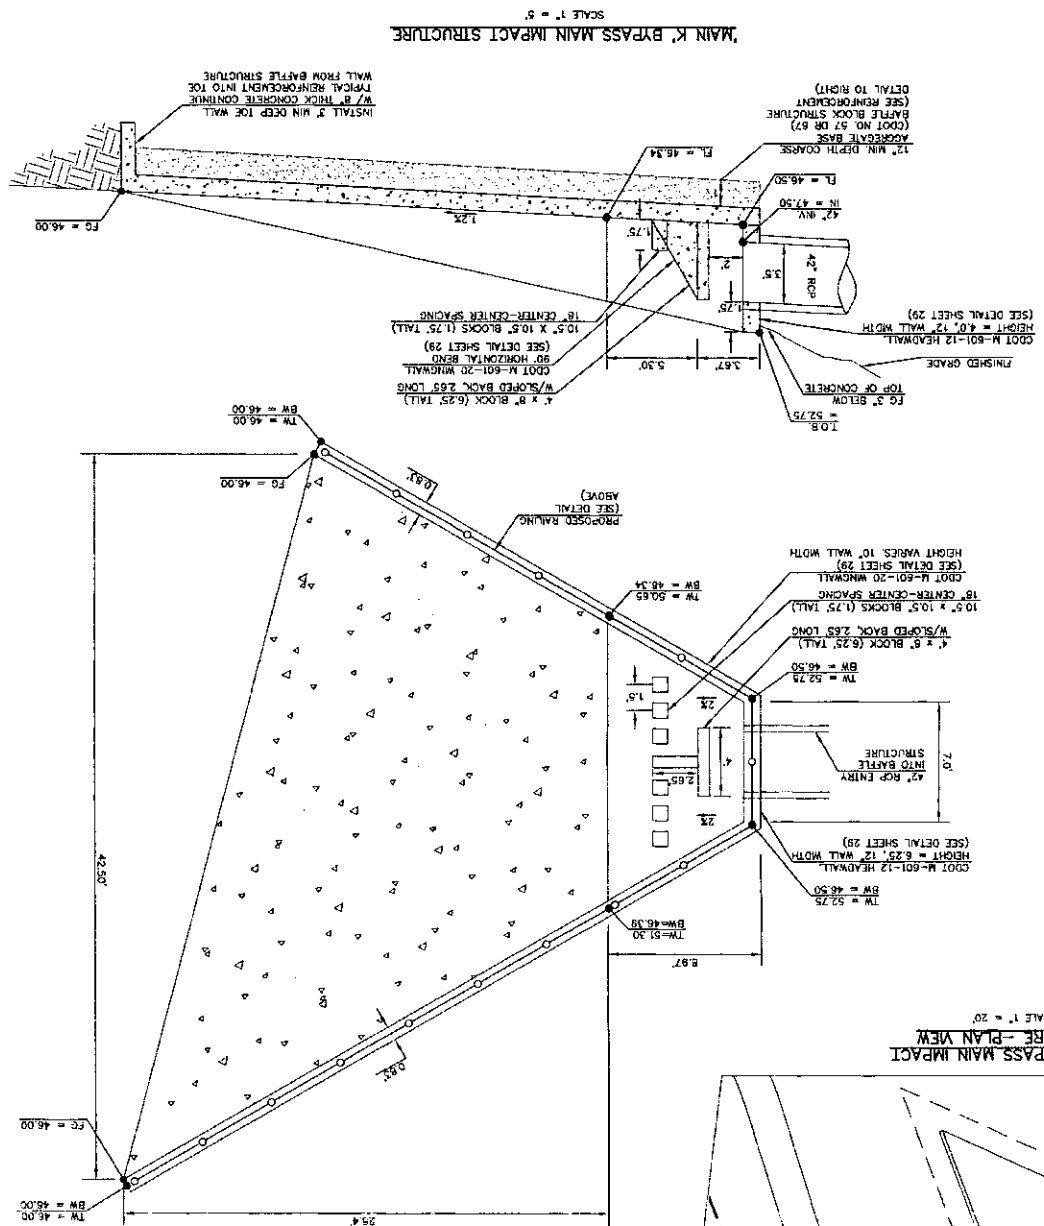 TW = 46.00
BW = 46.00
FG = 46.00
42.50'
0.83'
PASS MAIN IMPACT
RE - PLAN VIEW
ALE 1" = 20'
8.97'
TW=51.30
BW=46.39
TW = 52.75
BW = 46.50
CDOT M-601-12 HEADWALL
HEIGHT = 6.25', 12" WALL WIDTH
(SEE DETAIL SHEET 29)
7.0'
42" RCP ENTRY
INTO BAFFLE
STRUCTURE
2%
4'
2.65'
2%
1.5'
TW = 52.75
BW = 46.50
4' x 8" BLOCK (6.25' TALL)
W/SLOPED BACK, 2.65' LONG
10.5" x 10.5" BLOCKS (1.75' TALL)
18" CENTER-CENTER SPACING
CDOT M-601-20 WINGWALL
(SEE DETAIL SHEET 29)
HEIGHT VARIES. 10" WALL WIDTH
TW = 50.65
BW = 46.34
PROPOSED RAILING
(SEE DETAIL
ABOVE)
0.83'
FG = 46.00
TW = 46.00
BW = 46.00
T.O.B.
= 52.75
FG 3" BELOW
TOP OF CONCRETE
FINISHED GRADE
CDOT M-601-12 HEADWALL
HEIGHT = 4.0', 12" WALL WIDTH
(SEE DETAIL SHEET 29)
4' x 8" BLOCK (6.25' TALL)
W/SLOPED BACK, 2.65' LONG
CDOT M-601-20 WINGWALL
90° HORIZONTAL BEND
(SEE DETAIL SHEET 29)
10.5" X 10.5" BLOCKS (1.75' TALL)
18" CENTER-CENTER SPACING
3.67'
5.30'
1.75'
3.5'
42" RCP
2'
1.75'
42" INV.
IN = 47.50
FL = 46.50
FL = 46.34
1.2%
FG = 46.00
12" MIN. DEPTH COARSE
AGGREGATE BASE
(CDOT NO. 57 OR 67)
BAFFLE BLOCK STRUCTURE
(SEE REINFORCEMENT
DETAIL TO RIGHT)
INSTALL 3' MIN DEEP TOE WALL
W/ 8" THICK CONCRETE CONTINUE
TYPICAL REINFORCEMENT INTO TOE
WALL FROM BAFFLE STRUCTURE
'MAIN K' BYPASS MAIN IMPACT STRUCTURE
SCALE 1" = 5'